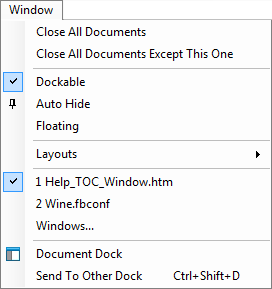 Window
Close All Documents
Close All Documents Except This One
Dockable
Auto Hide
Floating
Layouts
1 Help_TOC_Window.htm
2 Wine.fbconf
Windows...
Document Dock
Send To Other Dock Ctrl+Shift+D